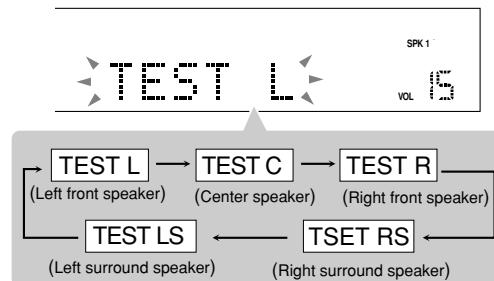 SPK 1
TEST L
VOL 15
TEST L TEST C TEST R
(Left front speaker) (Center speaker) (Right front speaker)
TEST LS TSET RS
(Left surround speaker) (Right surround speaker)